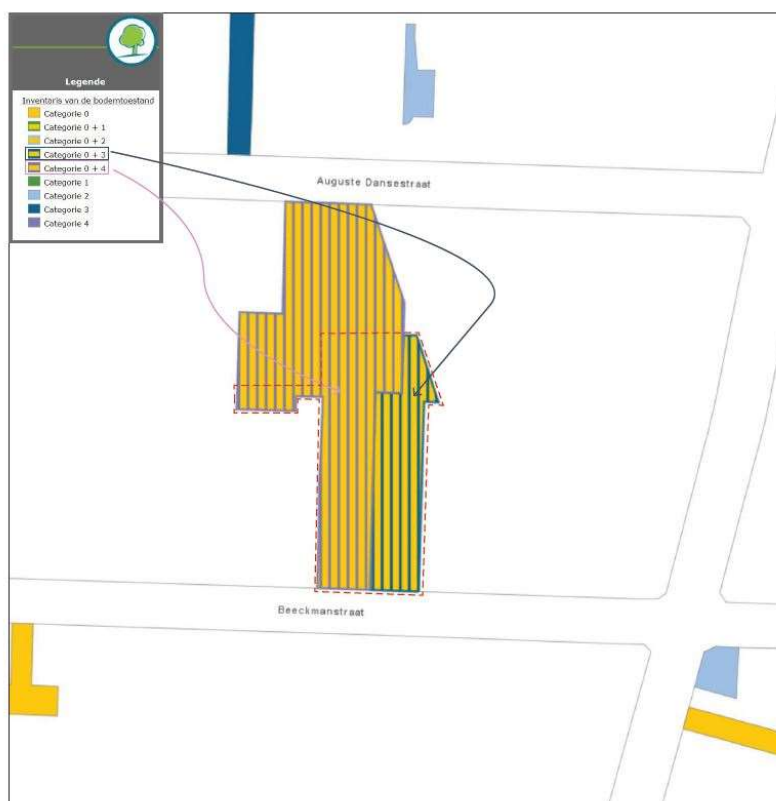 Legende
Inventaris van de bodemtoestand
Categorie 0
Categorie 0 + 1
Categorie 0 + 2
Categorie 0 + 3
Categorie 0 + 4
Categorie 1
Categorie 2
Categorie 3
Categorie 4
Auguste Dansestraat
Beeckmanstraat